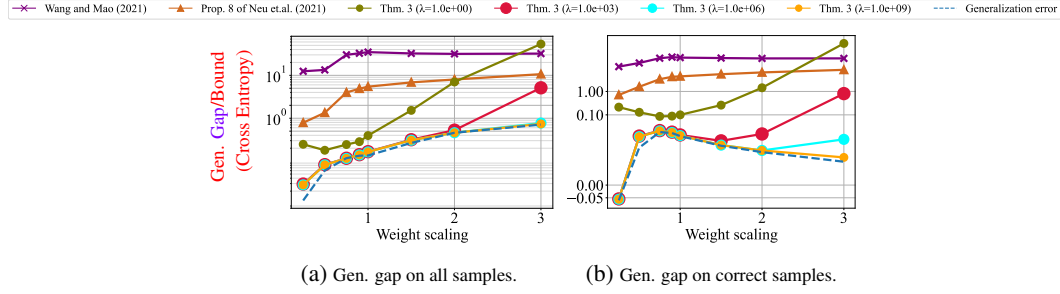 Wang and Mao (2021) Prop. 8 of Neu et.al. (2021) Thm. 3 (λ=1.0e+00) Thm. 3 (λ=1.0e+03) Thm. 3 (λ=1.0e+06) Thm. 3 (λ=1.0e+09) Generalization error
Gen. Gap/Bound
(Cross Entropy)
10¹
10⁰
1 2 3
Weight scaling
1.00
0.10
0.00
−0.05
1 2 3
Weight scaling
(a) Gen. gap on all samples.
(b) Gen. gap on correct samples.